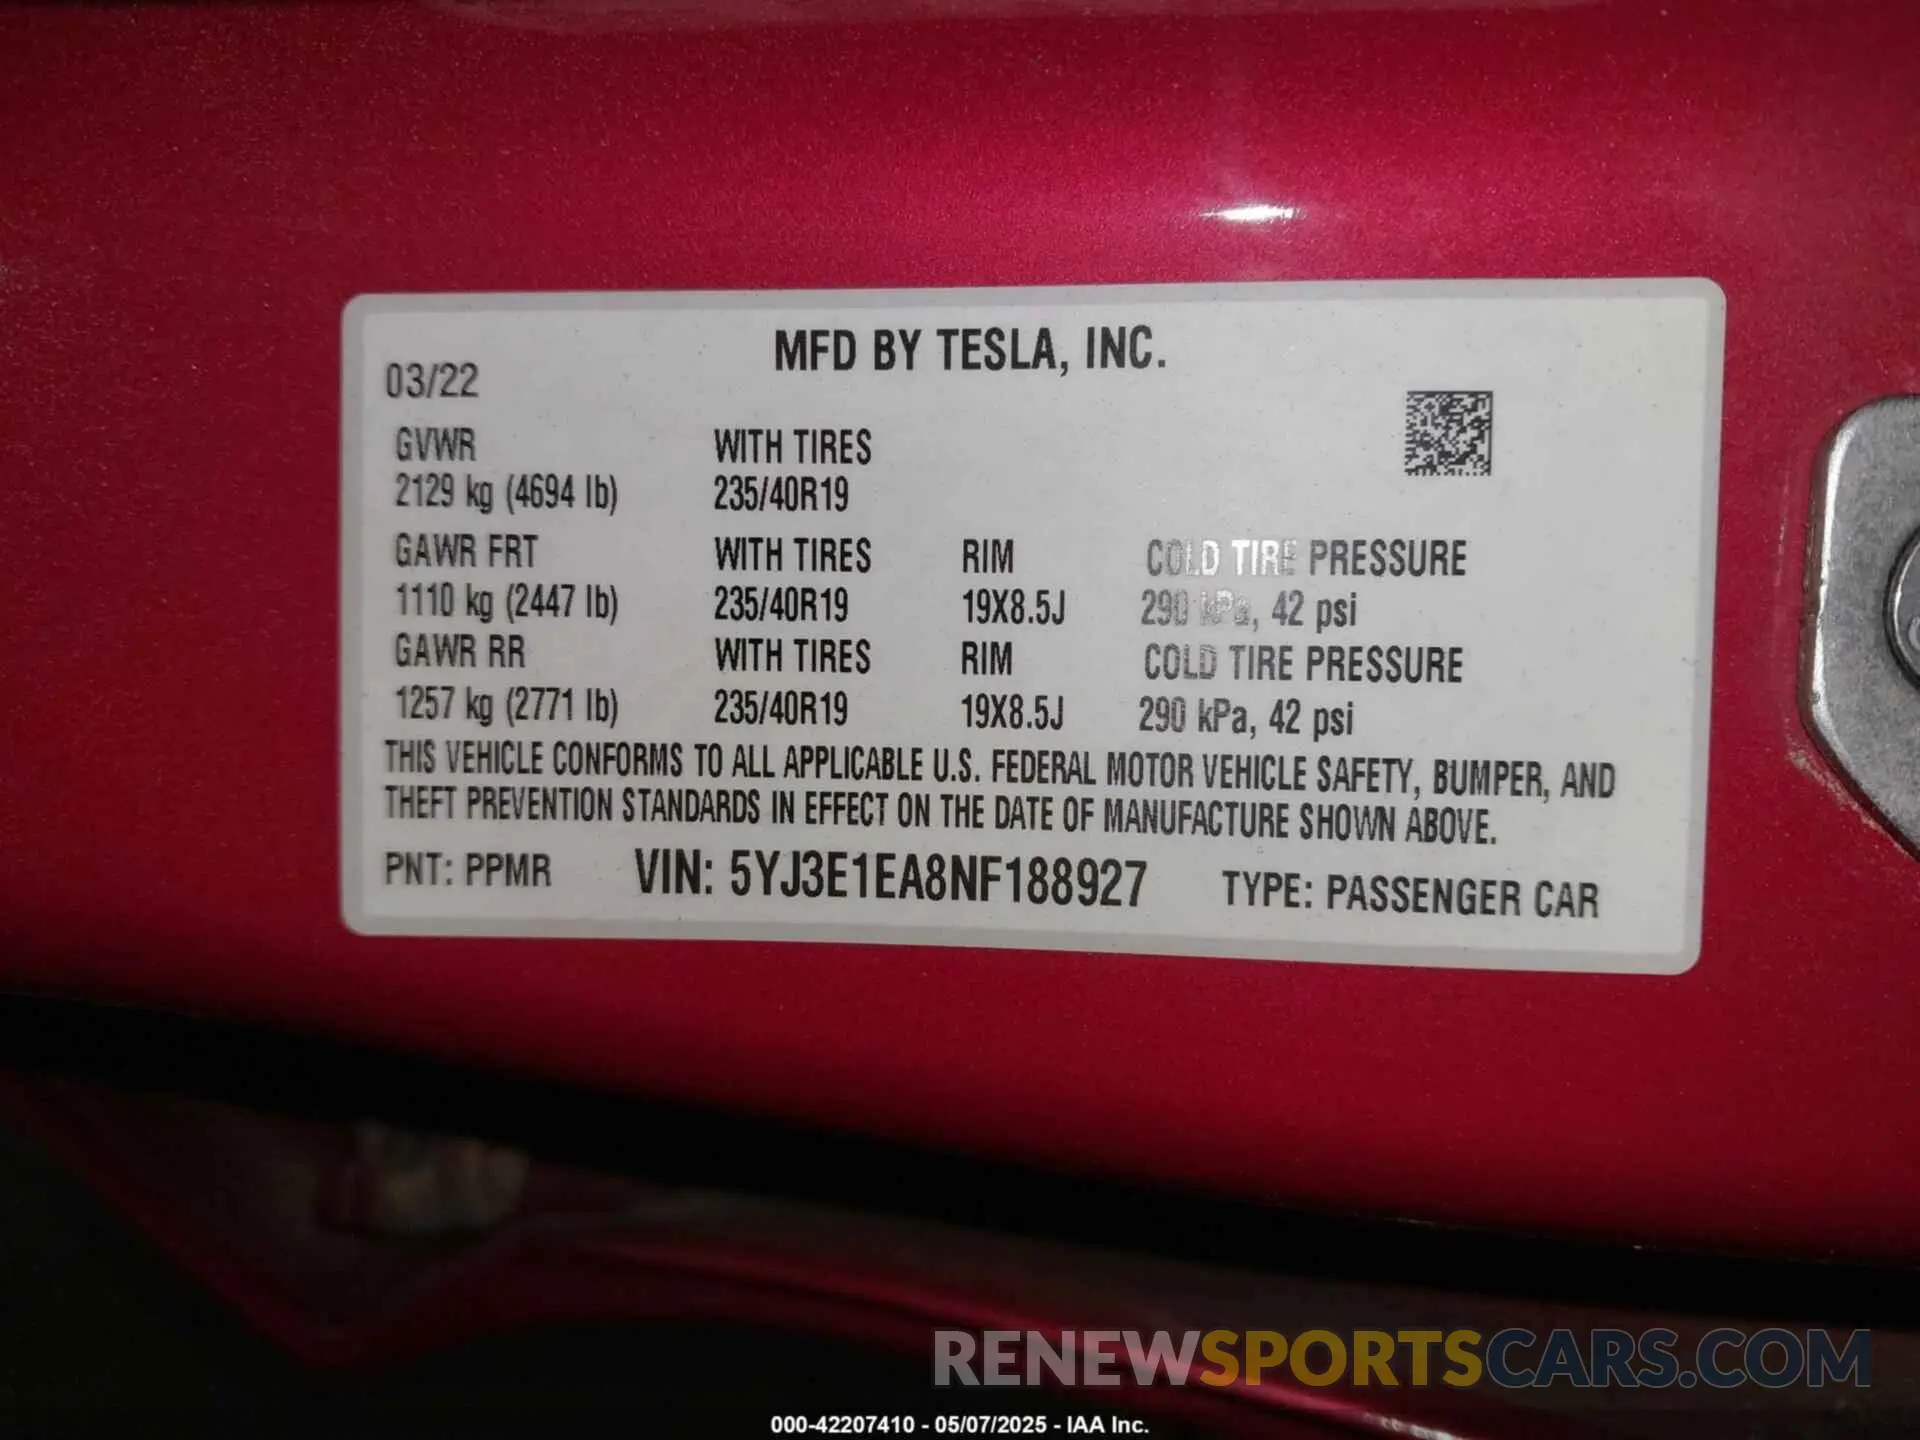 MFD BY TESLA, INC.
03/22
GVWR WITH TIRES
2129 kg (4694 lb) 235/40R19
GAWR FRT WITH TIRES RIM COLD TIRE PRESSURE
1110 kg (2447 lb) 235/40R19 19X8.5J 290 kPa, 42 psi
GAWR RR WITH TIRES RIM COLD TIRE PRESSURE
1257 kg (2771 lb) 235/40R19 19X8.5J 290 kPa, 42 psi
THIS VEHICLE CONFORMS TO ALL APPLICABLE U.S. FEDERAL MOTOR VEHICLE SAFETY, BUMPER, AND
THEFT PREVENTION STANDARDS IN EFFECT ON THE DATE OF MANUFACTURE SHOWN ABOVE.
PNT: PPMR VIN: 5YJ3E1EA8NF188927 TYPE: PASSENGER CAR
RENEWSPORTSCARS.COM
000-42207410 - 05/07/2025 - IAA Inc.